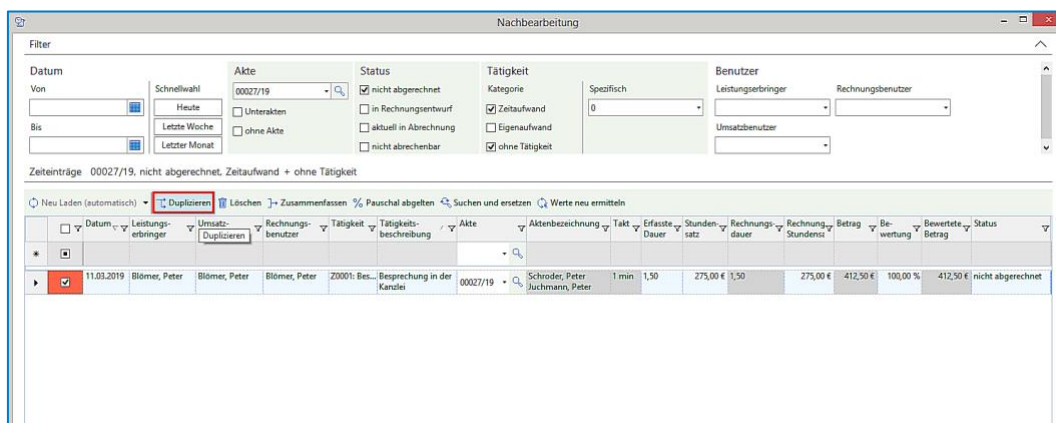 Nachbearbeitung
Filter
Datum Akte Status Tätigkeit Benutzer
Von Schnellwahl 00027/19 nicht abgerechnet Kategorie Spezifisch Leistungserbringer Rechnungsbenutzer
Heute Unterakten in Rechnungsentwurf Zeitaufwand 0
Bis Letzte Woche ohne Akte aktuell in Abrechnung Eigenaufwand Umsatzbenutzer
Letzter Monat nicht abrechenbar ohne Tätigkeit
Zeiteinträge 00027/19, nicht abgerechnet, Zeitaufwand + ohne Tätigkeit
Neu Laden (automatisch) Duplizieren Löschen Zusammenfassen Pauschal abgelten Suchen und ersetzen Werte neu ermitteln
Datum Leistungs- Umsatz- Rechnungs- Tätigkeit Tätigkeits- Akte Aktenbezeichnung Takt Erfasste Stunden- Rechnungs- Rechnung Betrag Be- Bewertete Status
erbringer Duplizieren benutzer beschreibung Dauer satz dauer Stundensa wertung Betrag
11.03.2019 Blömer, Peter Blömer, Peter Blömer, Peter Z0001: Bes... Besprechung in der 00027/19 Schroder, Peter 1 min 1,50 275,00 € 1,50 275,00 € 412,50 € 100,00 % 412,50 € nicht abgerechnet
Kanzlei Juchmann, Peter